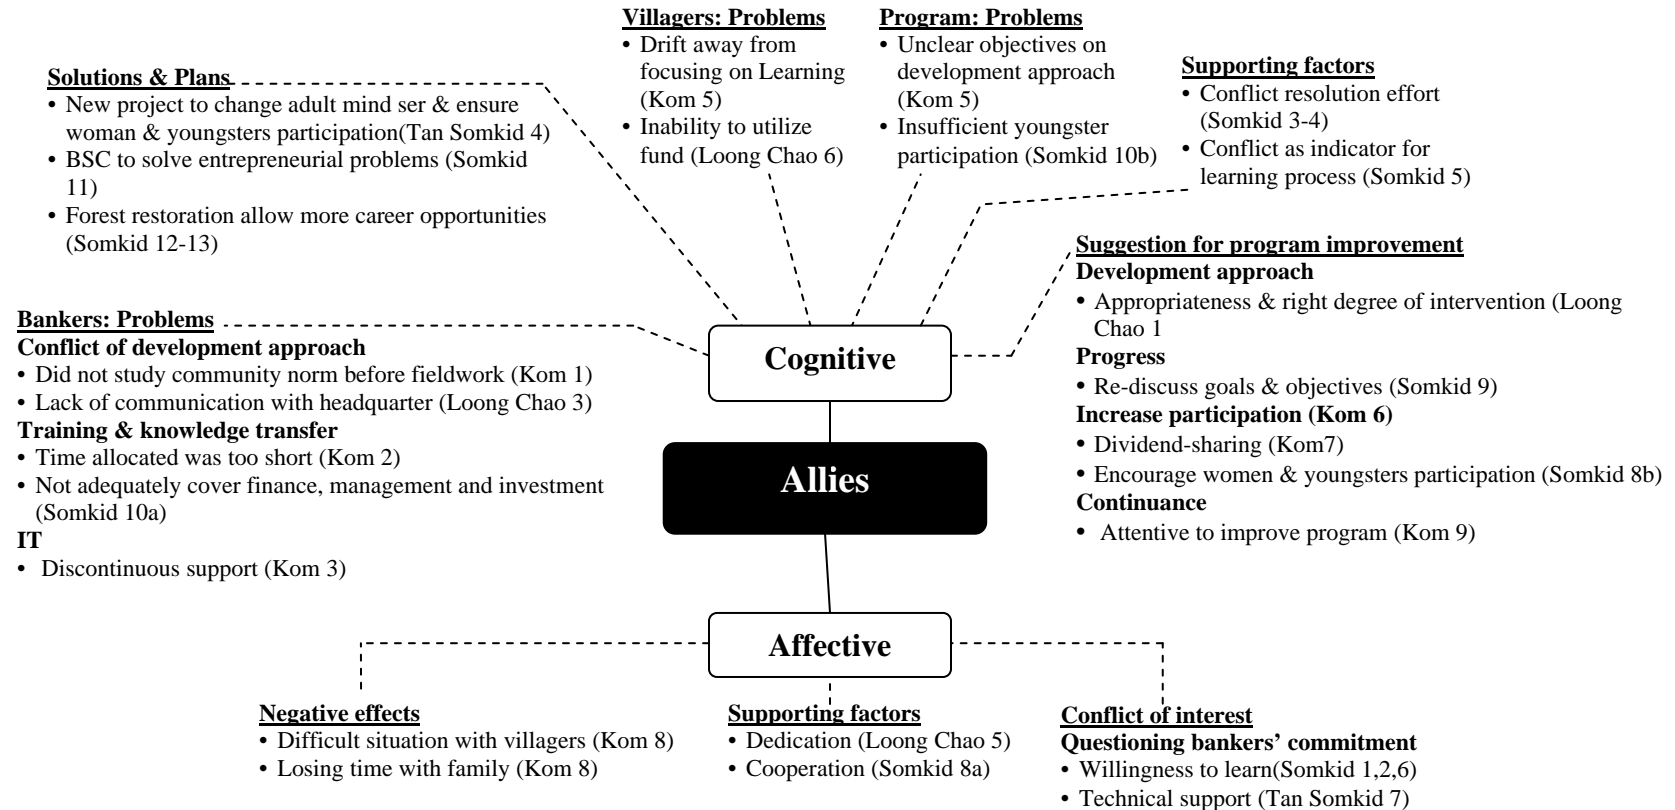 Villagers: Problems
• Drift away from
focusing on Learning
(Kom 5)
• Inability to utilize
fund (Loong Chao 6)
Program: Problems
• Unclear objectives on
development approach
(Kom 5)
• Insufficient youngster
participation (Somkid 10b)
Solutions & Plans
• New project to change adult mind ser & ensure
woman & youngsters participation(Tan Somkid 4)
• BSC to solve entrepreneurial problems (Somkid
11)
• Forest restoration allow more career opportunities
(Somkid 12-13)
Supporting factors
• Conflict resolution effort
(Somkid 3-4)
• Conflict as indicator for
learning process (Somkid 5)
Bankers: Problems
Conflict of development approach
• Did not study community norm before fieldwork (Kom 1)
• Lack of communication with headquarter (Loong Chao 3)
Training & knowledge transfer
• Time allocated was too short (Kom 2)
• Not adequately cover finance, management and investment
(Somkid 10a)
IT
• Discontinuous support (Kom 3)
Suggestion for program improvement
Development approach
• Appropriateness & right degree of intervention (Loong
Chao 1
Progress
• Re-discuss goals & objectives (Somkid 9)
Increase participation (Kom 6)
• Dividend-sharing (Kom7)
• Encourage women & youngsters participation (Somkid 8b)
Continuance
• Attentive to improve program (Kom 9)
Cognitive
Allies
Affective
Negative effects
• Difficult situation with villagers (Kom 8)
• Losing time with family (Kom 8)
Supporting factors
• Dedication (Loong Chao 5)
• Cooperation (Somkid 8a)
Conflict of interest
Questioning bankers’ commitment
• Willingness to learn(Somkid 1,2,6)
• Technical support (Tan Somkid 7)